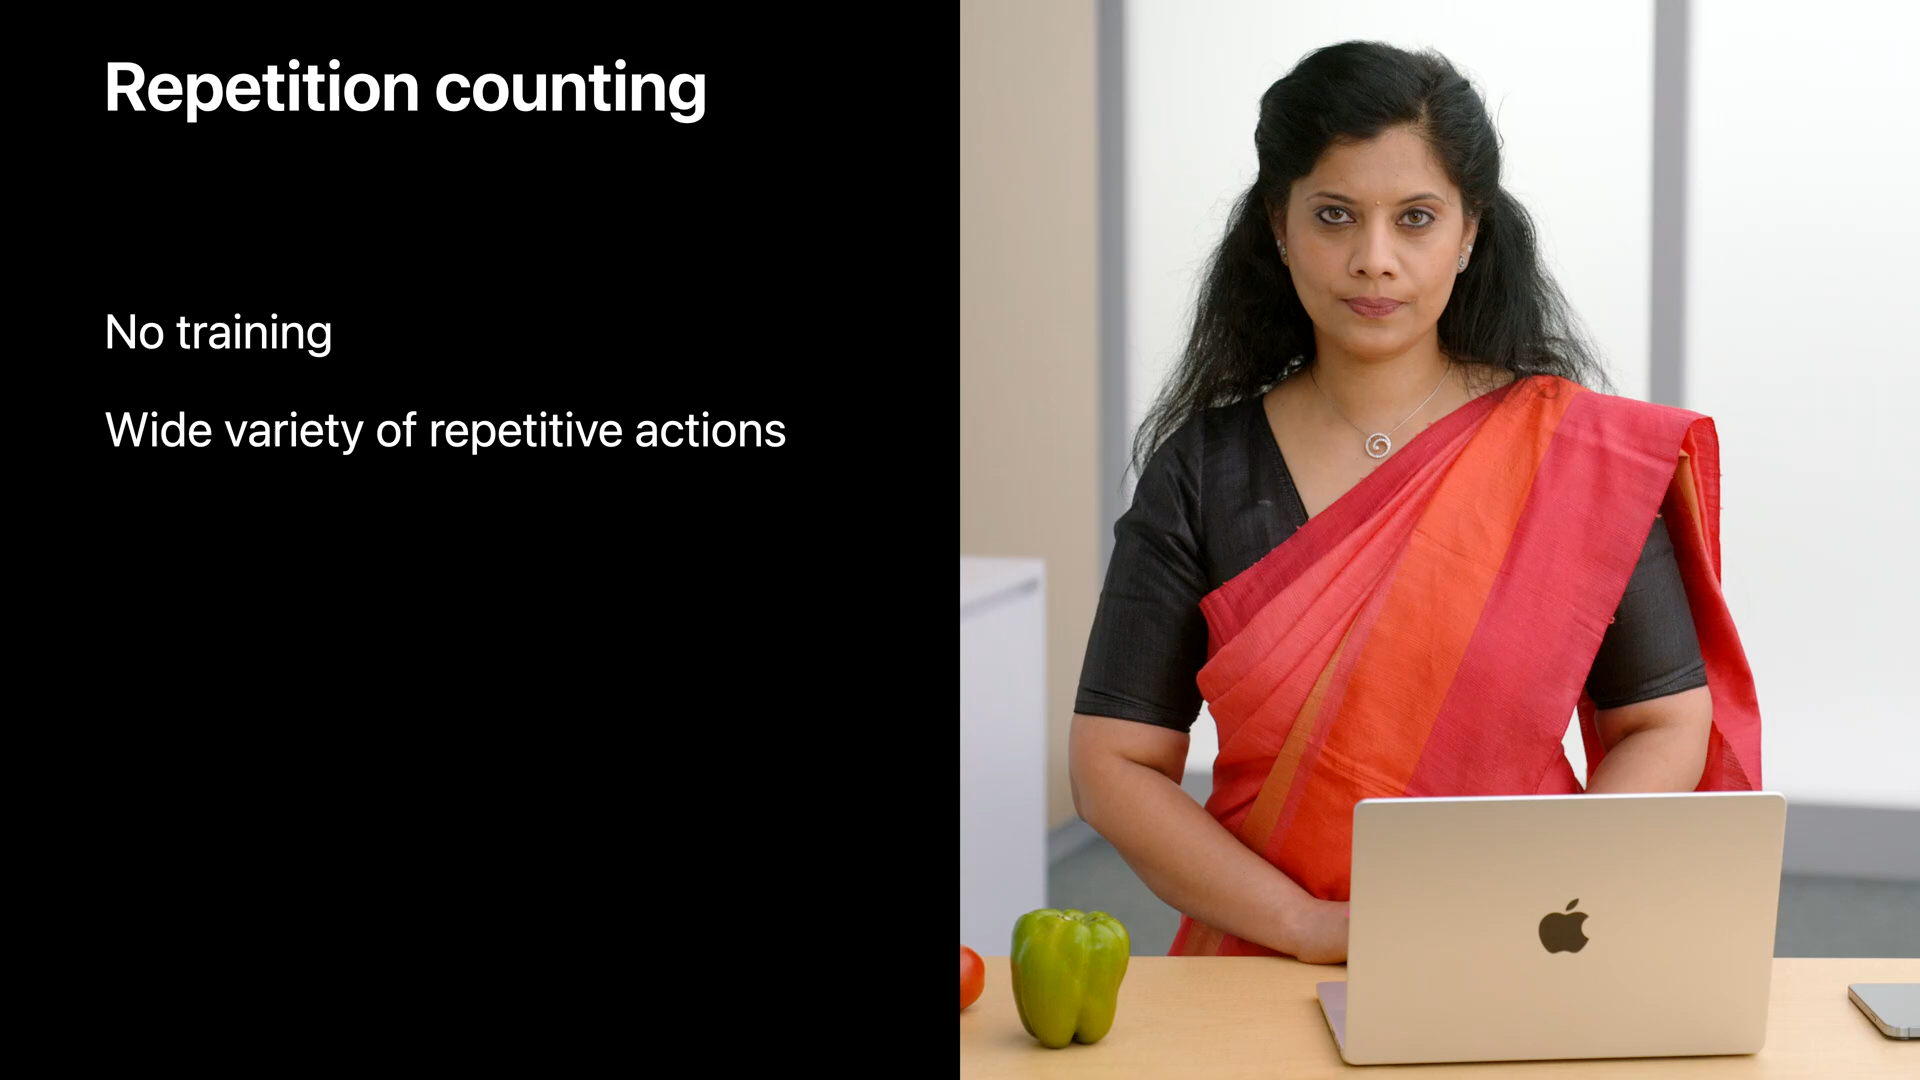 Repetition counting
No training
Wide variety of repetitive actions